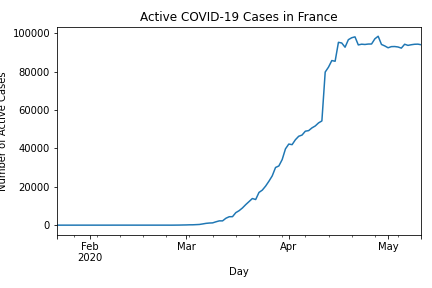 Active COVID-19 Cases in France
Number of Active Cases
100000
80000
60000
40000
20000
0
Feb
2020
Mar
Apr
May
Day